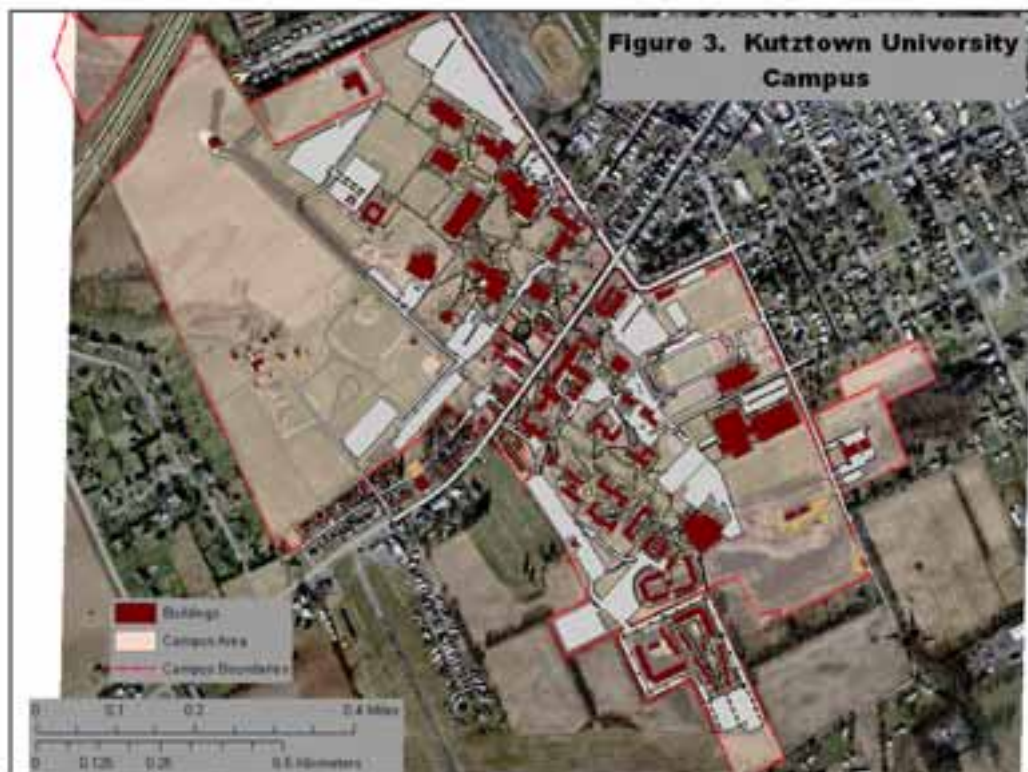 Figure 3. Kutztown University
Campus
Buildings
Campus Area
Campus Boundaries
0 0.1 0.2 0.4 Miles
0 0.125 0.25 0.5 Kilometers